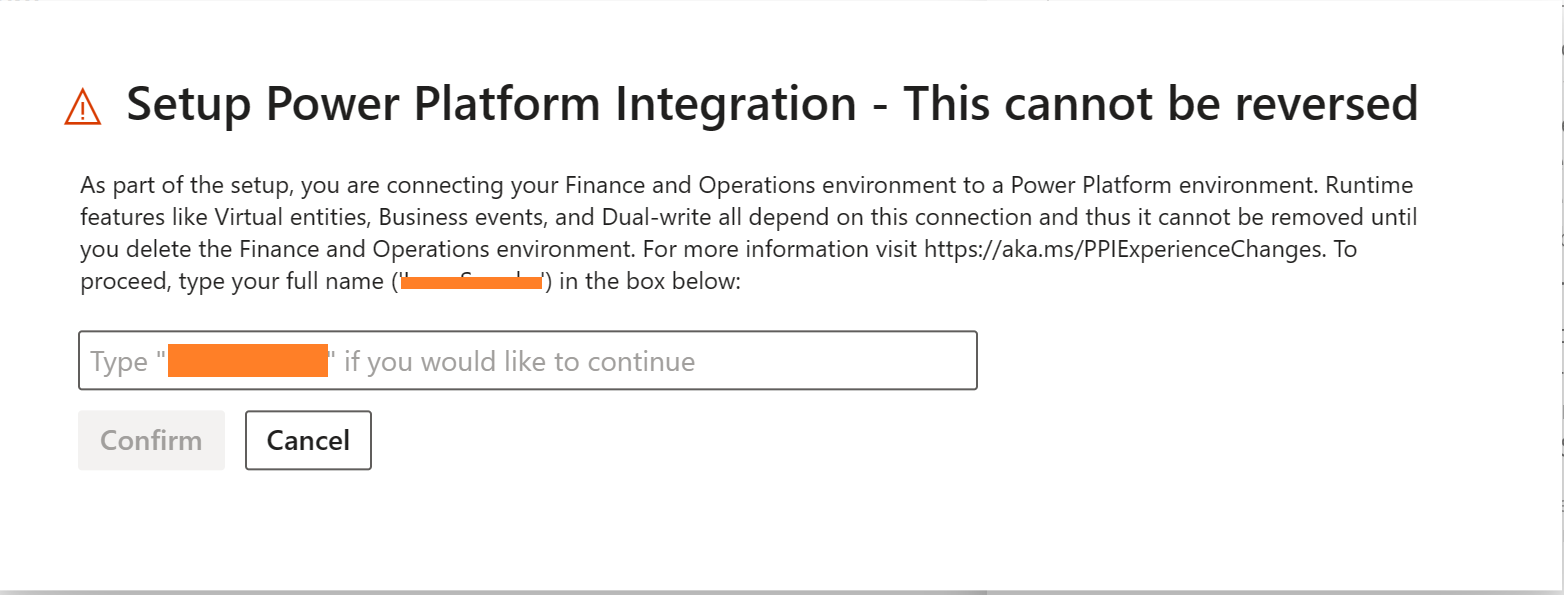 Setup Power Platform Integration - This cannot be reversed
As part of the setup, you are connecting your Finance and Operations environment to a Power Platform environment. Runtime
features like Virtual entities, Business events, and Dual-write all depend on this connection and thus it cannot be removed until
you delete the Finance and Operations environment. For more information visit https://aka.ms/PPIExperienceChanges. To
proceed, type your full name ('') in the box below:
Type "" if you would like to continue
Confirm
Cancel